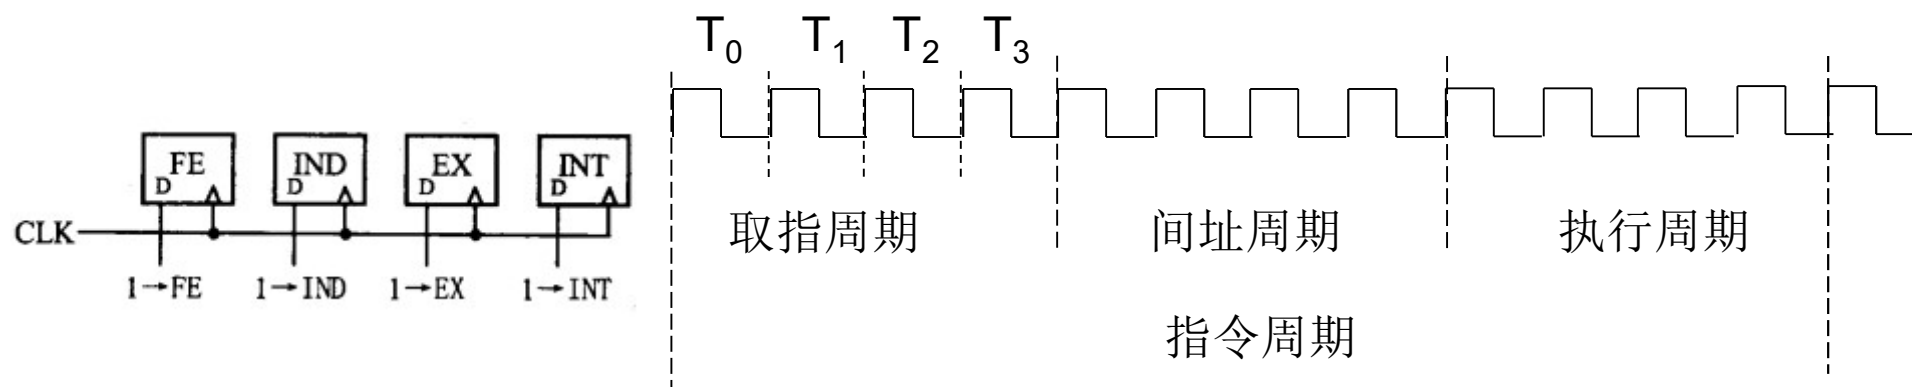 T0 T1 T2 T3
FE IND EX INT
D D D D
CLK
1→FE 1→IND 1→EX 1→INT
取指周期 间址周期 执行周期
指令周期